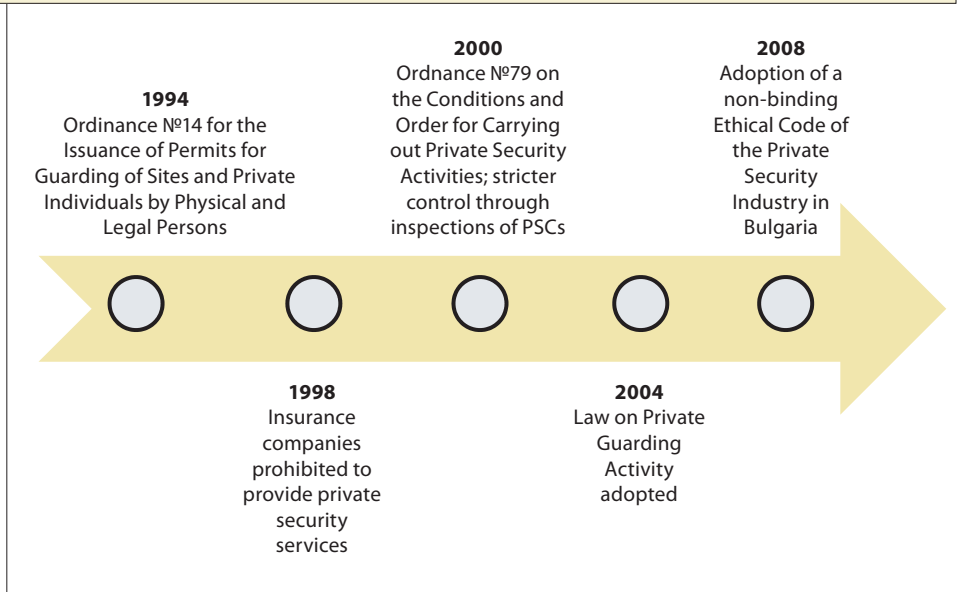 1994
Ordinance №14 for the
Issuance of Permits for
Guarding of Sites and Private
Individuals by Physical and
Legal Persons
1998
Insurance
companies
prohibited to
provide private
security
services
2000
Ordnance №79 on
the Conditions and
Order for Carrying
out Private Security
Activities; stricter
control through
inspections of PSCs
2004
Law on Private
Guarding
Activity
adopted
2008
Adoption of a
non-binding
Ethical Code of
the Private
Security
Industry in
Bulgaria